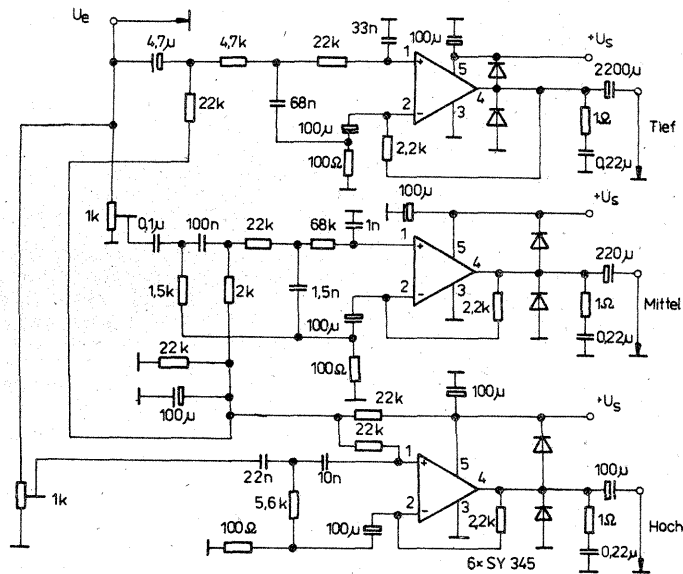 Ue
4,7µ
4,7k
22k
33n
100µ
+Us
1
+
5
4
2200µ
22k
68n
2
−
3
100µ
2,2k
1Ω
Tief
100Ω
0,22µ
1k
0,1µ
100n
22k
68k
1n
100µ
+Us
1
+
5
4
220µ
1,5k
2k
1,5n
2
−
3
2,2k
1Ω
Mittel
100µ
0,22µ
22k
100Ω
100µ
22k
100µ
+Us
22k
1
+
5
4
100µ
1k
22n
10n
5,6k
2
−
3
2,2k
1Ω
Hoch
100Ω
100µ
0,22µ
6× SY 345